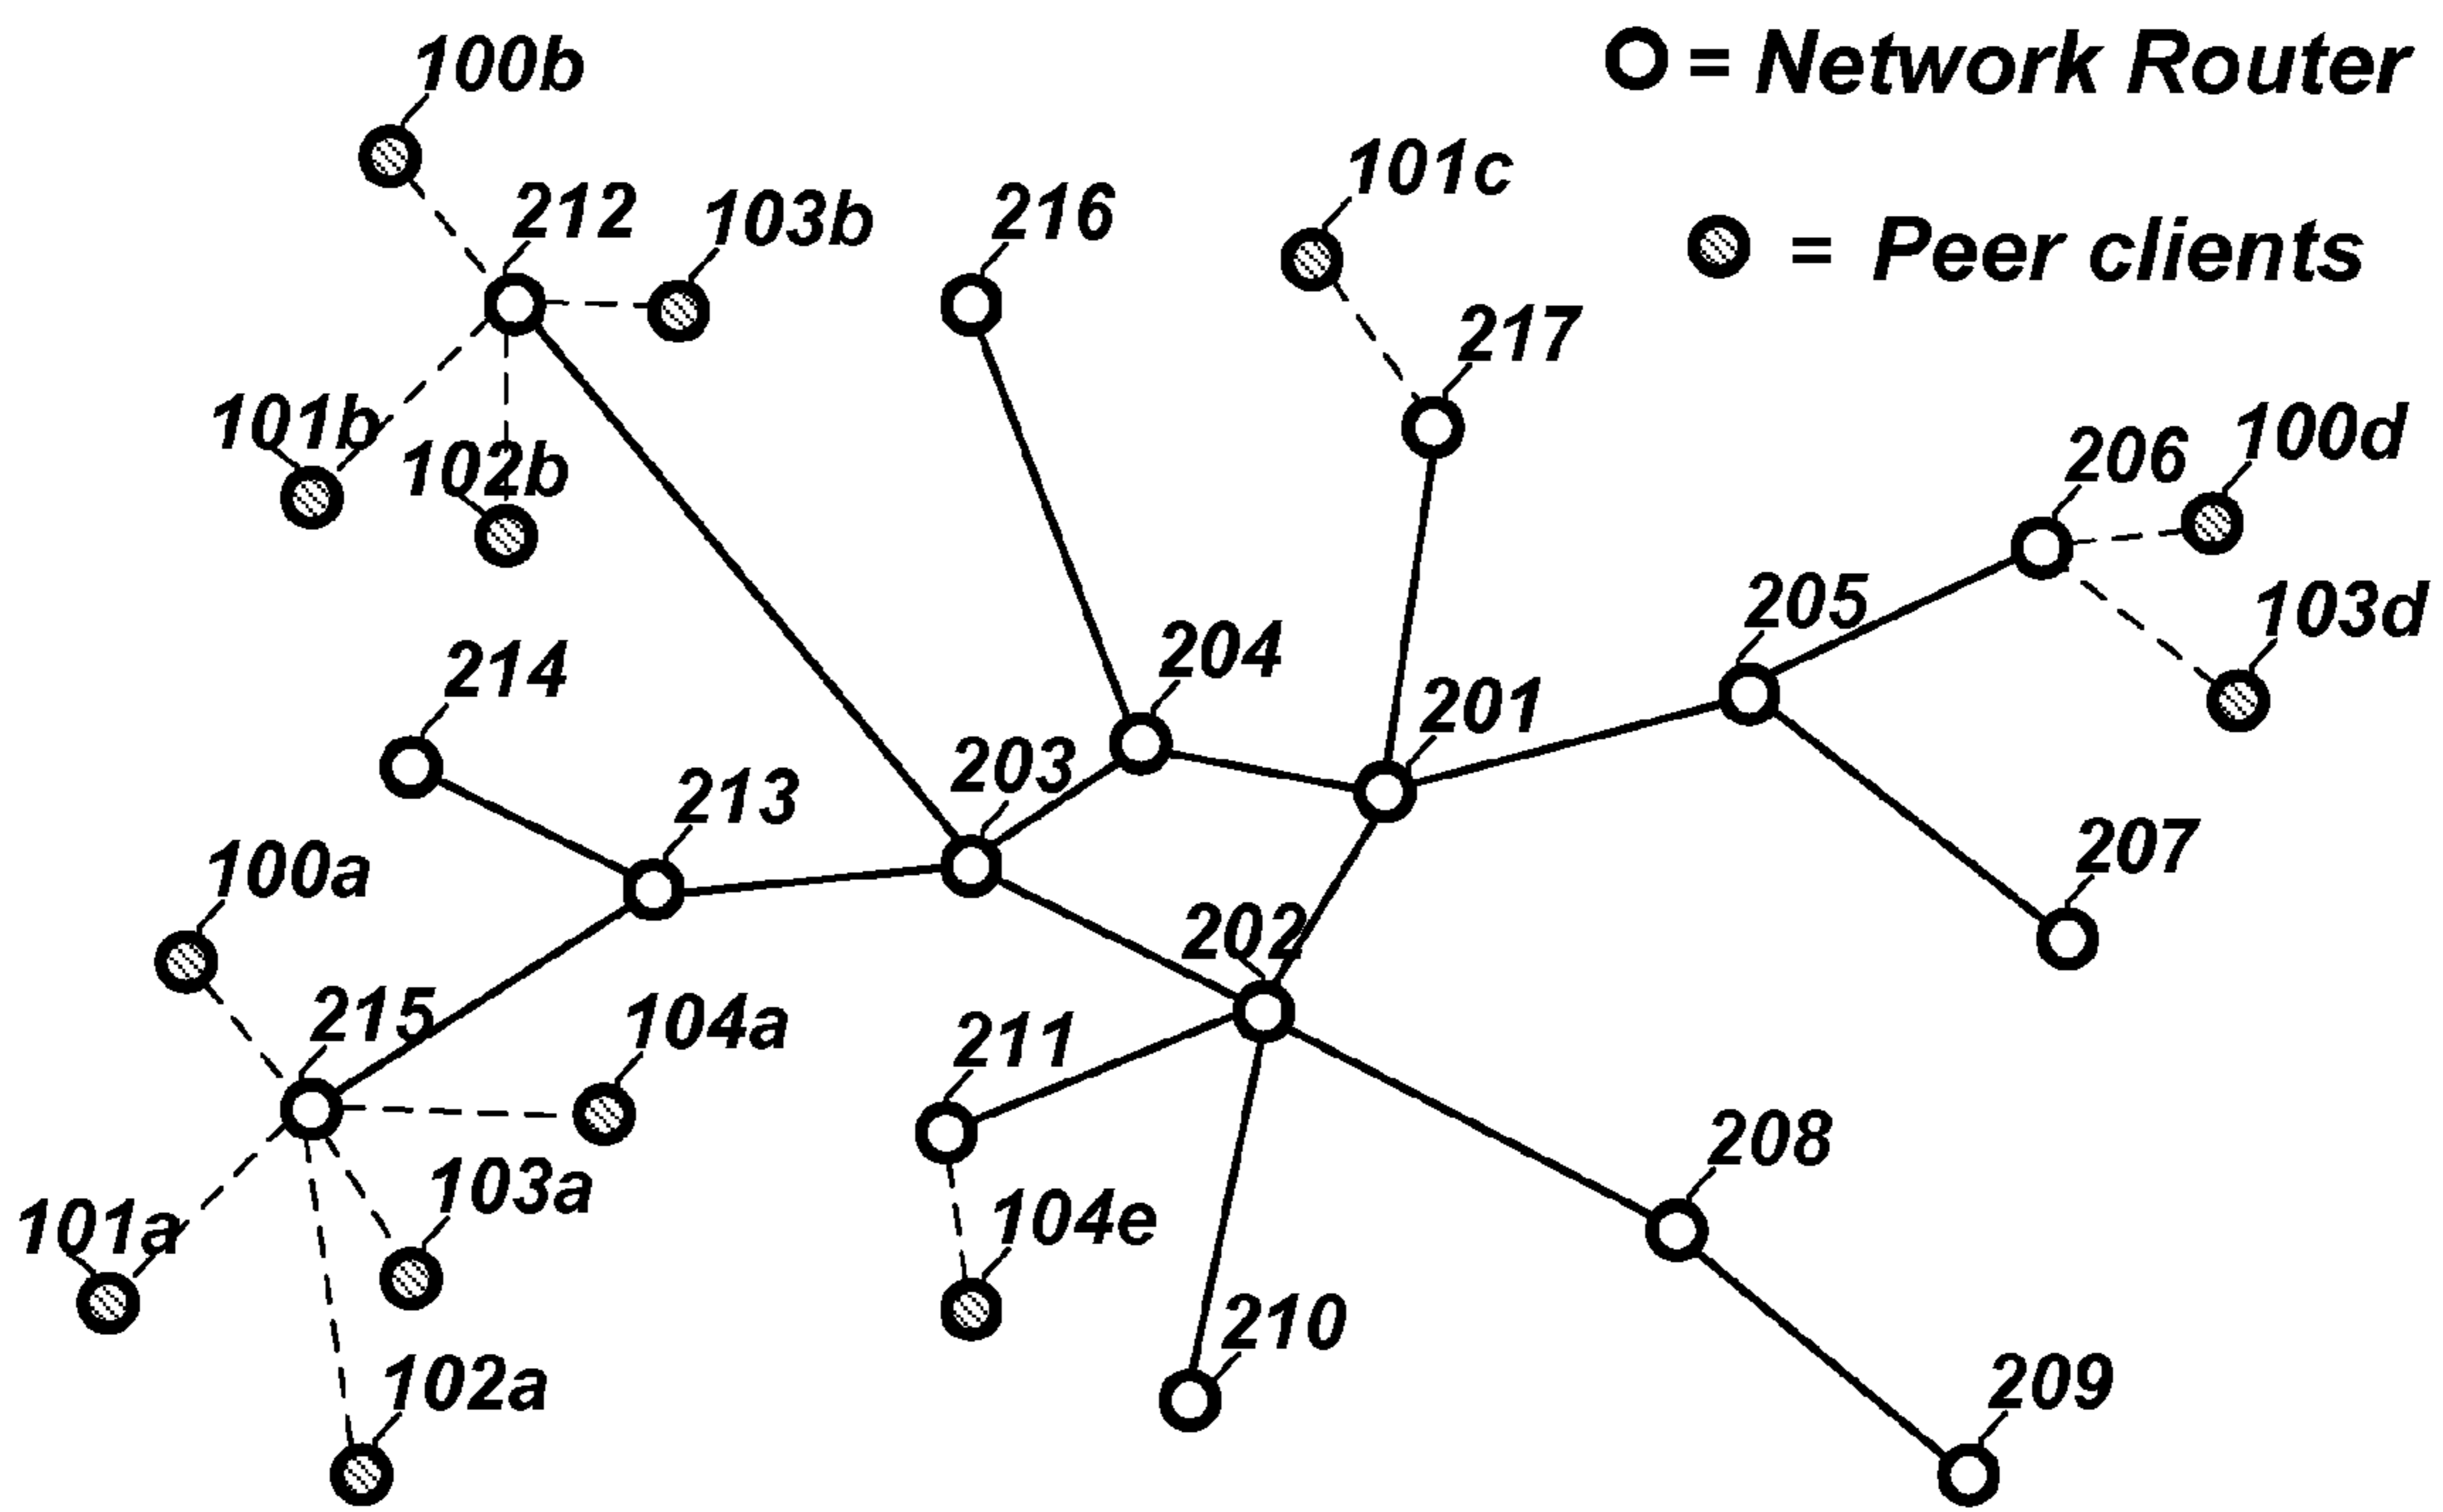 100b
= Network Router
101c
212
103b
216
= Peer clients
217
101b
102b
206
100d
205
103d
214
204
201
203
213
207
100a
202
215
104a
211
208
103a
101a
104e
210
102a
209